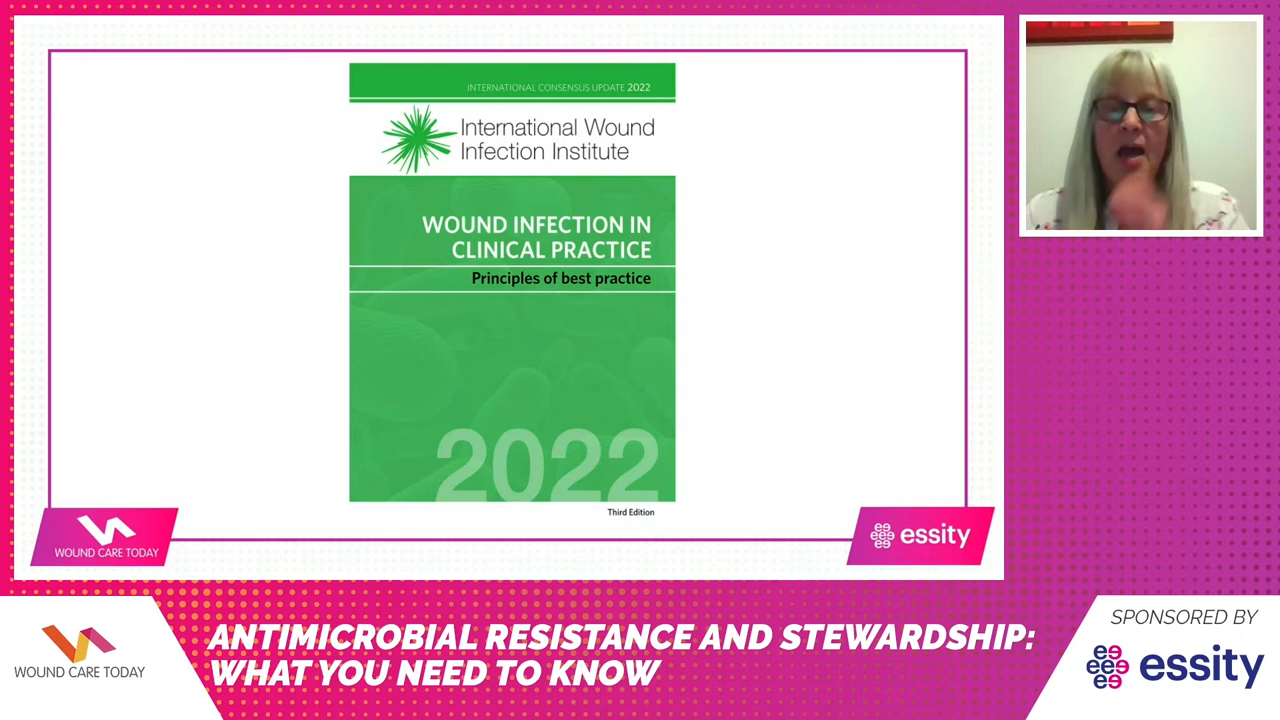 INTERNATIONAL CONSENSUS UPDATE 2022
International Wound
Infection Institute
WOUND INFECTION IN
CLINICAL PRACTICE
Principles of best practice
2022
Third Edition
WOUND CARE TODAY
essity
WOUND CARE TODAY
ANTIMICROBIAL RESISTANCE AND STEWARDSHIP:
WHAT YOU NEED TO KNOW
SPONSORED BY
essity